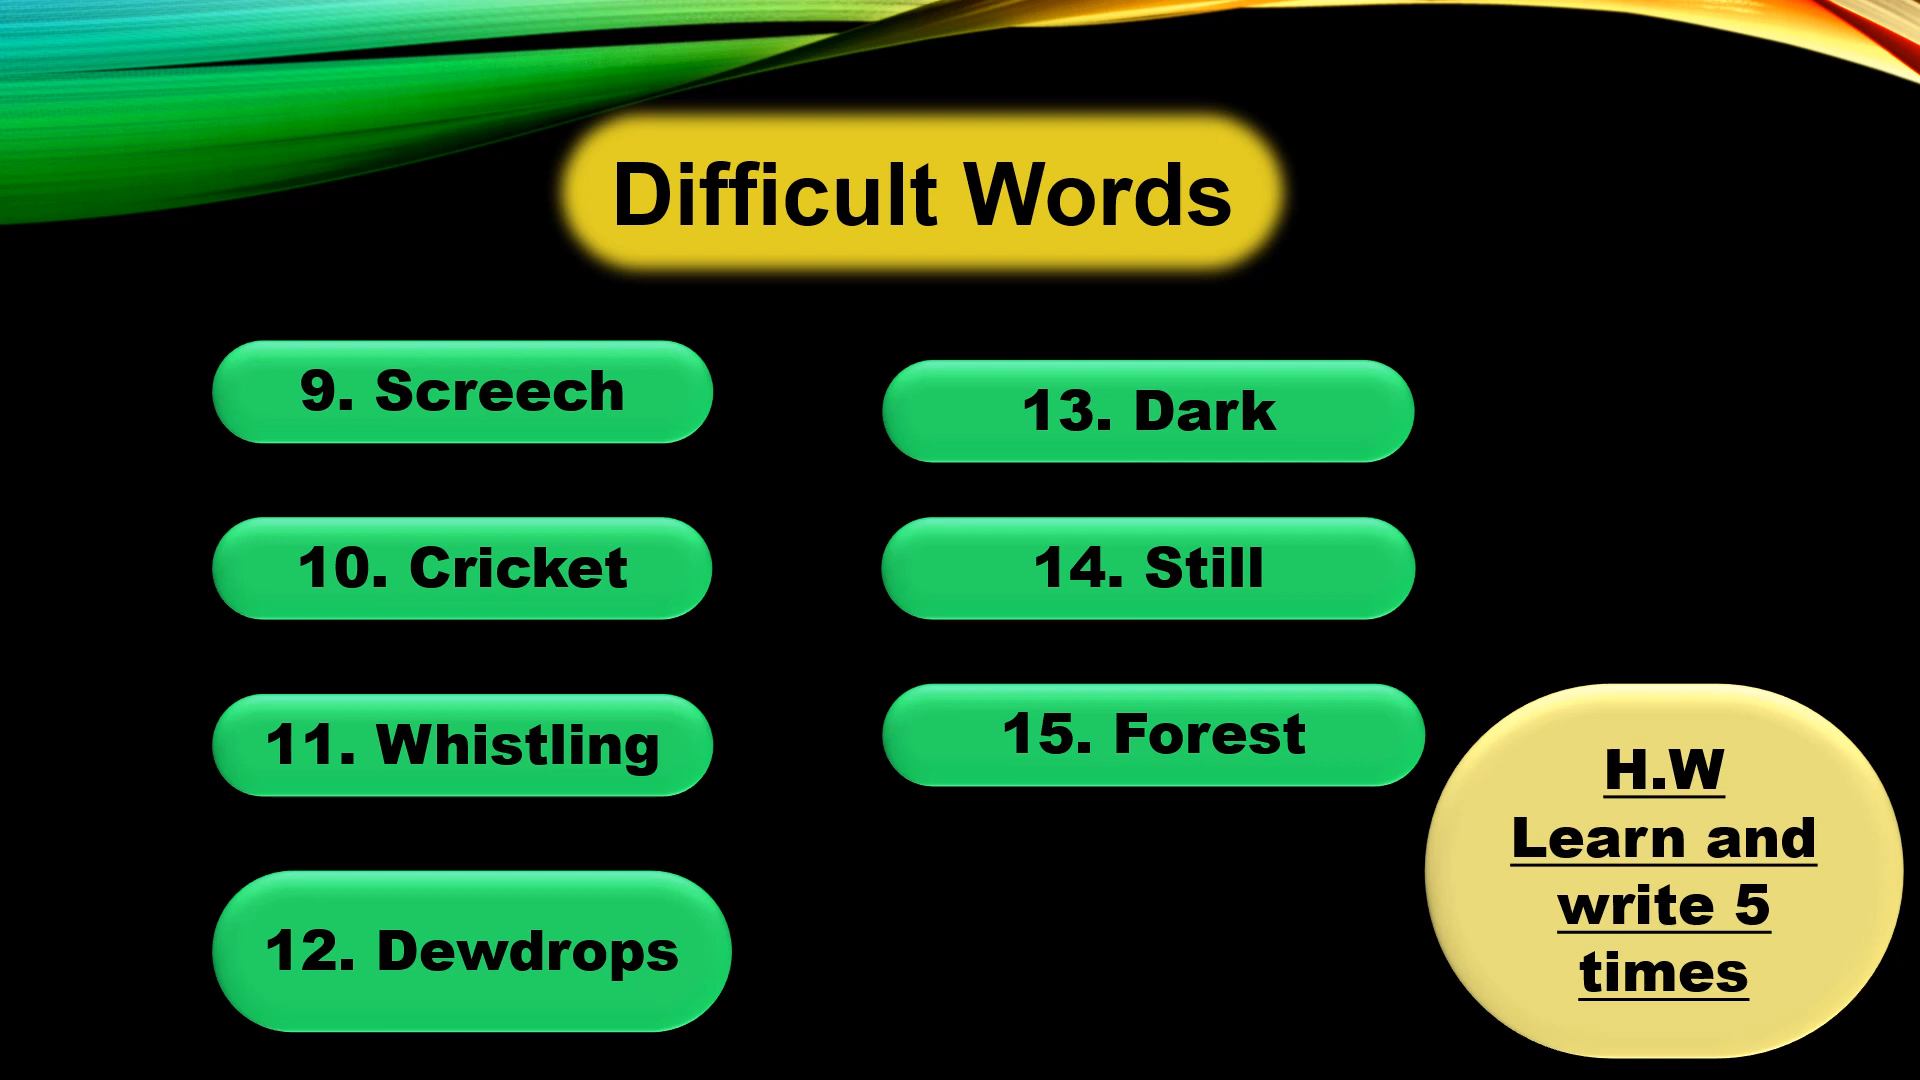 Difficult Words
9. Screech
10. Cricket
11. Whistling
12. Dewdrops
13. Dark
14. Still
15. Forest
H.W
Learn and
write 5
times